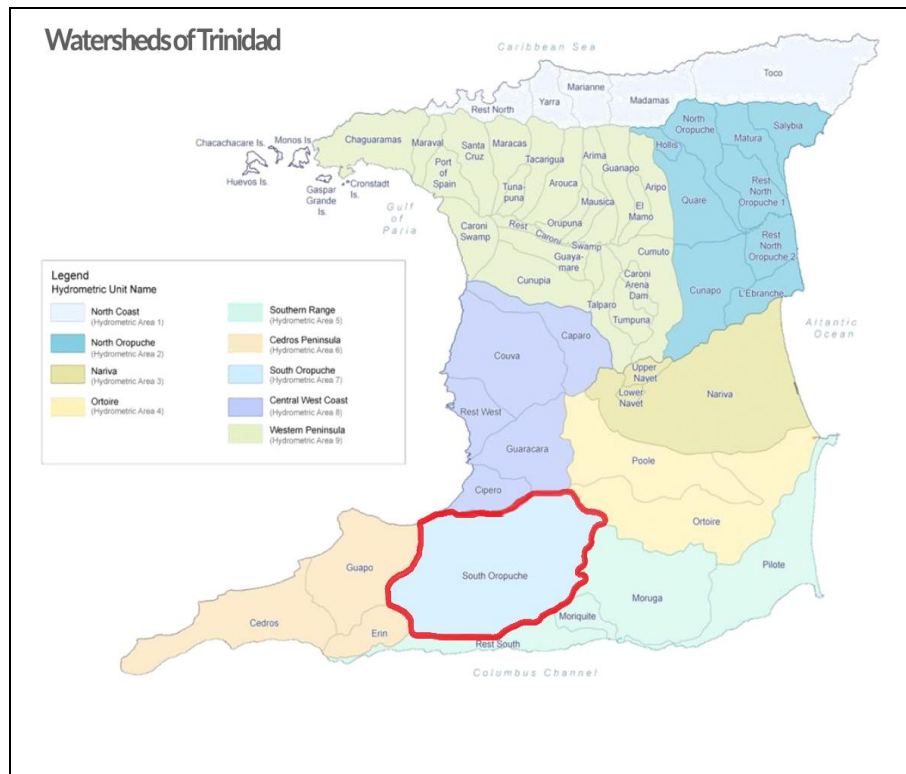 Watersheds of Trinidad
Caribbean Sea
Toco
Marianne
Yarra
Madamas
Rest North
North
Oropuche
Salybia
Matura
Hollis
Chaguaramas
Maraval
Santa
Cruz
Maracas
Tacarigua
Arima
Guanapo
Chacachacare Is.
Monos Is.
Huevos Is.
Gaspar
Grande
Is.
Cronstadt
Is.
Port
of
Spain
Tuna-
puna
Arouca
Mausica
Aripo
El
Mamo
Quare
Rest
North
Oropuche 1
Gulf
of
Paria
Caroni
Swamp
Rest Caroni Swamp
Orupuna
Guaya-
mare
Cumuto
Rest
North
Oropuche 2
Cunupia
Caroni
Arena
Dam
Talparo
Tumpuna
Cunapo
L'Ebranche
Altantic
Ocean
Legend
Hydrometric Unit Name
North Coast
(Hydrometric Area 1)
North Oropuche
(Hydrometric Area 2)
Nariva
(Hydrometric Area 3)
Ortoire
(Hydrometric Area 4)
Southern Range
(Hydrometric Area 5)
Cedros Peninsula
(Hydrometric Area 6)
South Oropuche
(Hydrometric Area 7)
Central West Coast
(Hydrometric Area 8)
Western Peninsula
(Hydrometric Area 9)
Couva
Caparo
Upper
Navet
Lower
Navet
Nariva
Rest West
Guaracara
Poole
Cipero
Ortoire
Guapo
South Oropuche
Pilote
Moruga
Moriquite
Cedros
Erin
Rest South
Columbus Channel